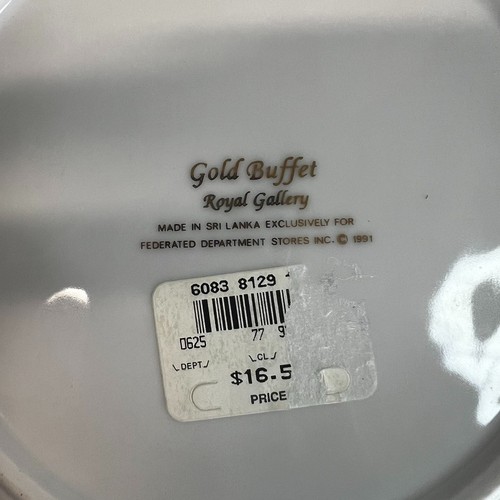 Gold Buffet
Royal Gallery
MADE IN SRI LANKA EXCLUSIVELY FOR
FEDERATED DEPARTMENT STORES INC. © 1991
6083 8129
0625 77 9
DEPT. CL
$16.5
PRICE